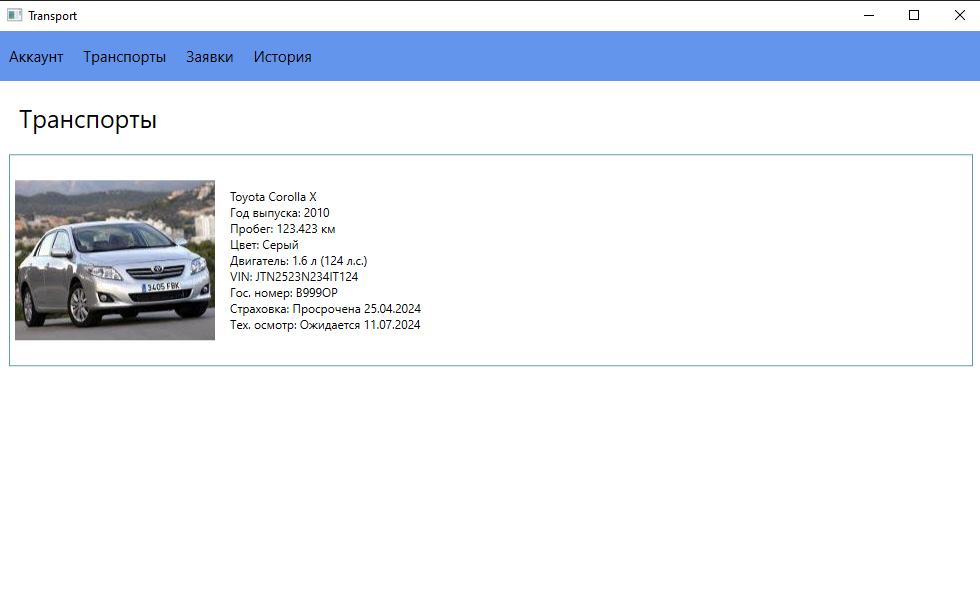 Transport
Аккаунт Транспорты Заявки История
Транспорты
3405 FBK
Toyota Corolla X
Год выпуска: 2010
Пробег: 123.423 км
Цвет: Серый
Двигатель: 1.6 л (124 л.с.)
VIN: JTN2523N234IT124
Гос. номер: В999ОР
Страховка: Просрочена 25.04.2024
Тех. осмотр: Ожидается 11.07.2024